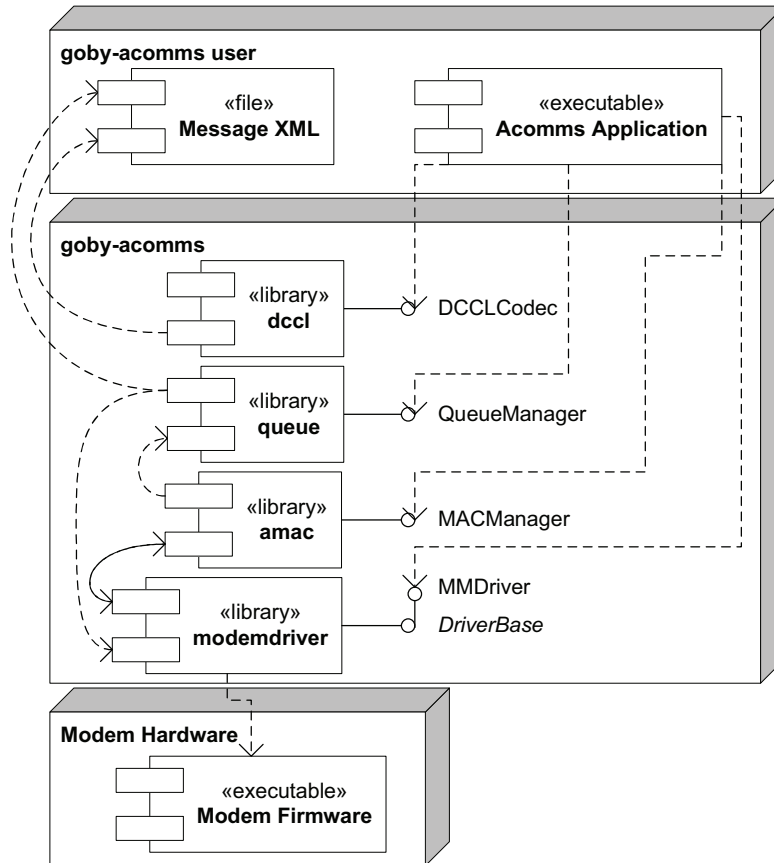 goby-acomms user
«file»
Message XML
«executable»
Acomms Application
goby-acomms
«library»
dccl
DCCLCodec
«library»
queue
QueueManager
«library»
amac
MACManager
«library»
modemdriver
MMDriver
DriverBase
Modem Hardware
«executable»
Modem Firmware